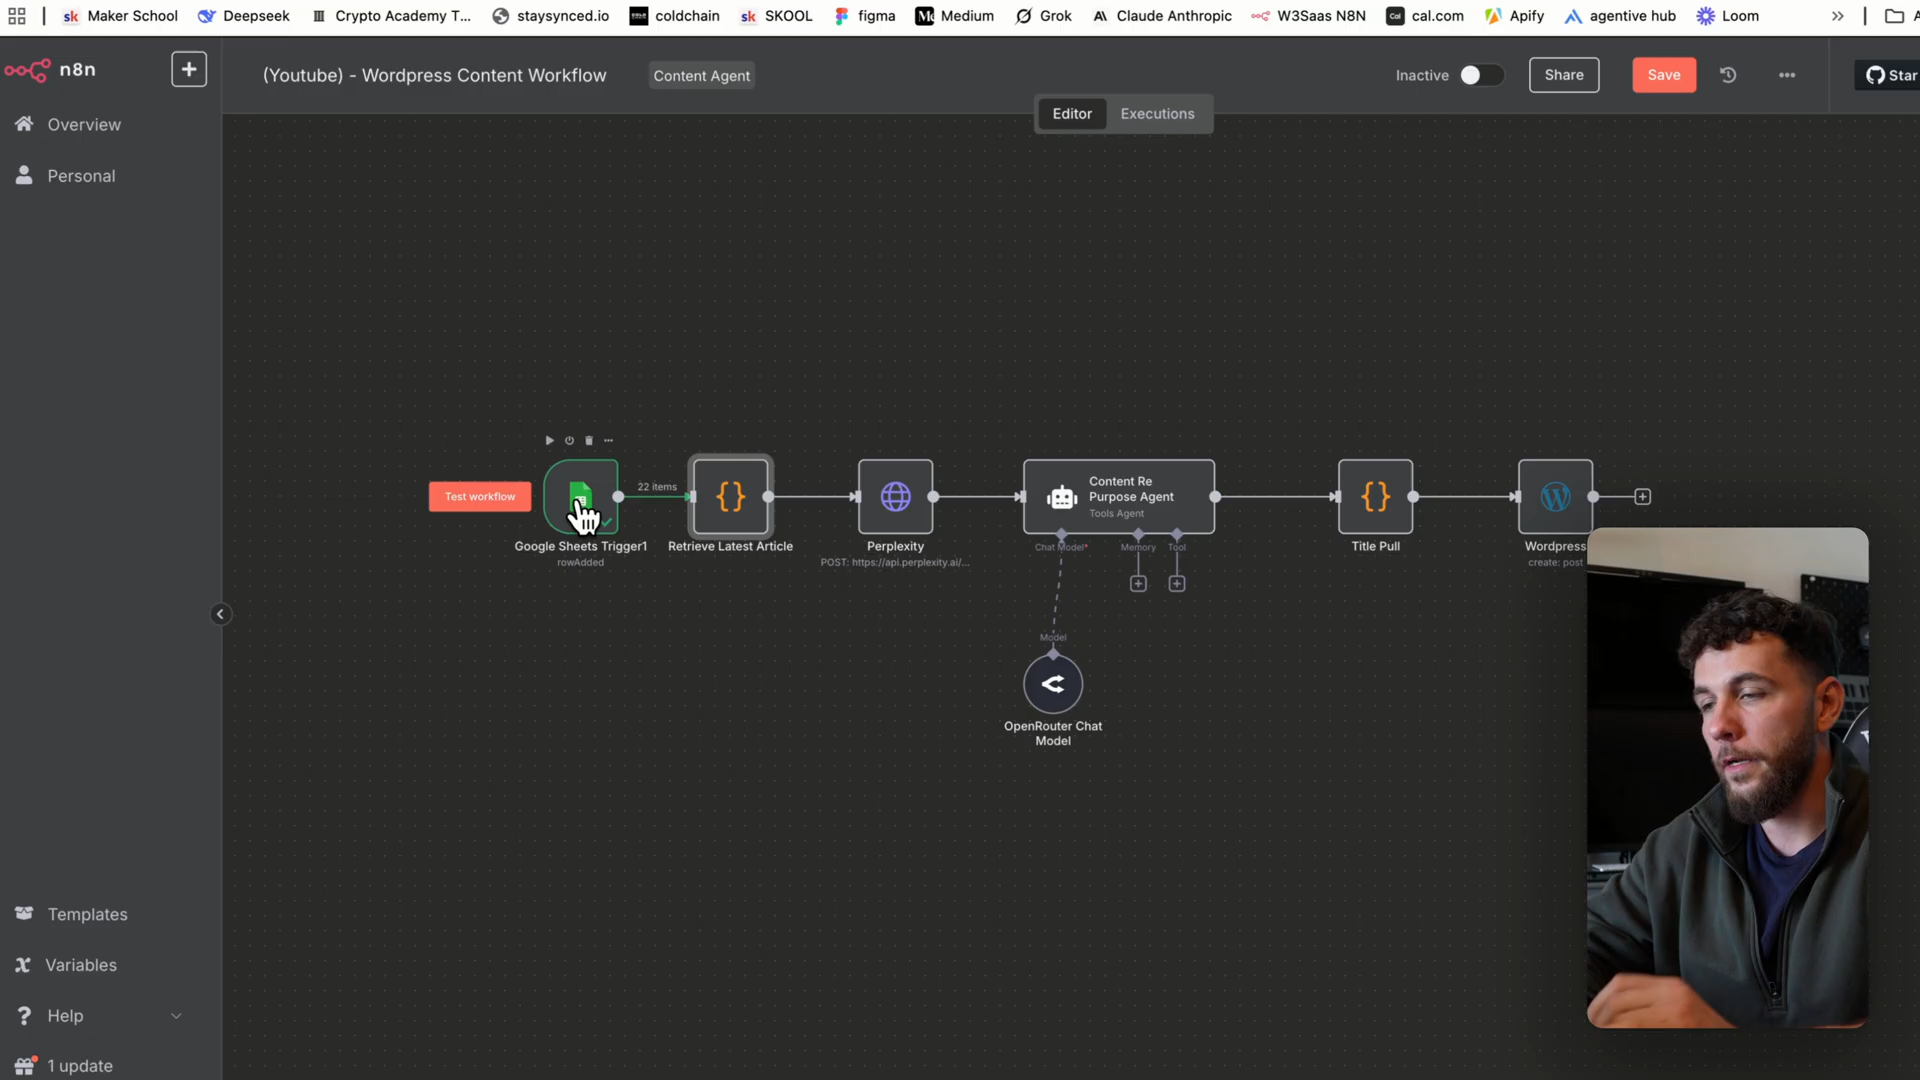 sk Maker School
Deepseek
Crypto Academy T...
staysynced.io
coldchain
sk SKOOL
figma
Medium
Grok
Claude Anthropic
W3Saas N8N
Cal cal.com
Apify
agentive hub
Loom
n8n
(Youtube) - Wordpress Content Workflow
Content Agent
Inactive
Share
Save
Star
Editor
Executions
Overview
Personal
Test workflow
22 items
Google Sheets Trigger1
rowAdded
Retrieve Latest Article
Perplexity
POST: https://api.perplexity.ai/...
Content Re
Purpose Agent
Tools Agent
Chat Model*
Memory
Tool
Model
OpenRouter Chat
Model
Title Pull
Wordpress
create: post
Templates
Variables
Help
1 update